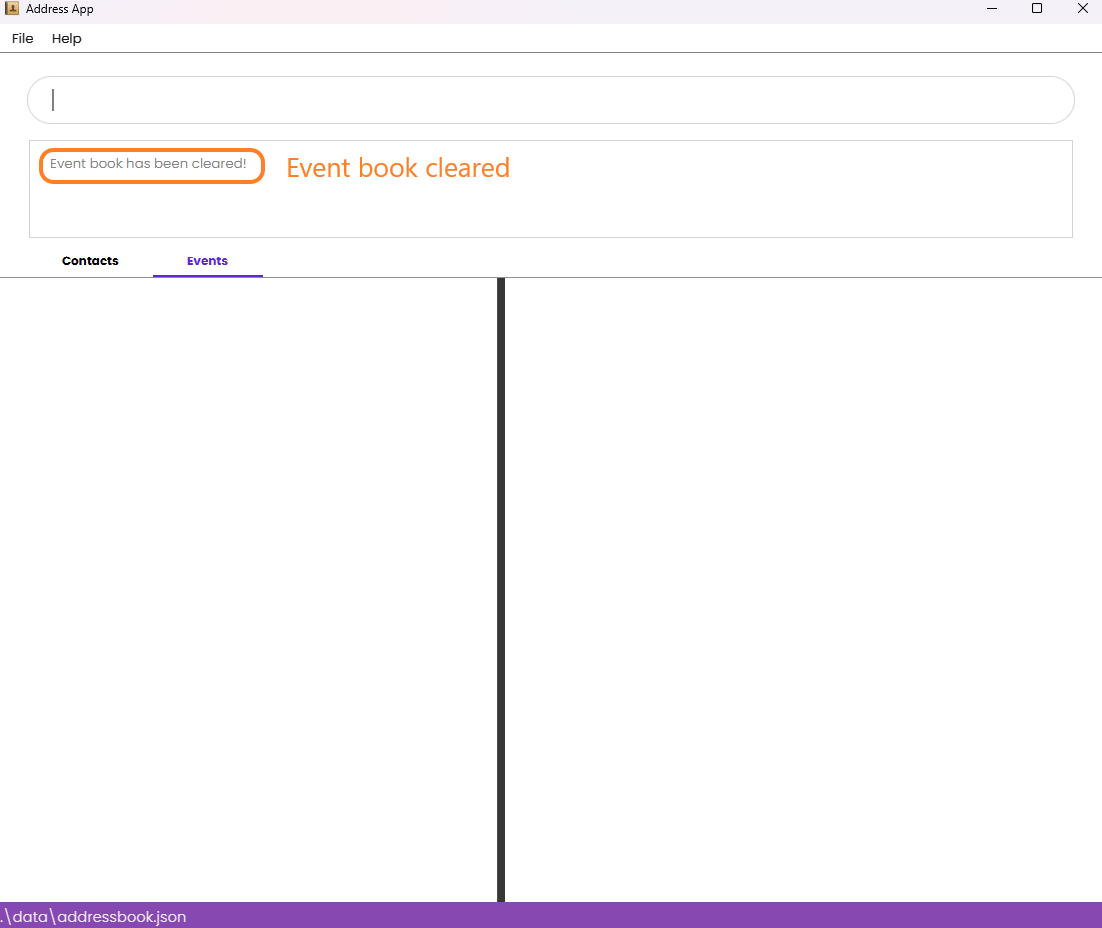 Address App
File Help
Event book has been cleared!
Event book cleared
Contacts Events
.\data\addressbook.json